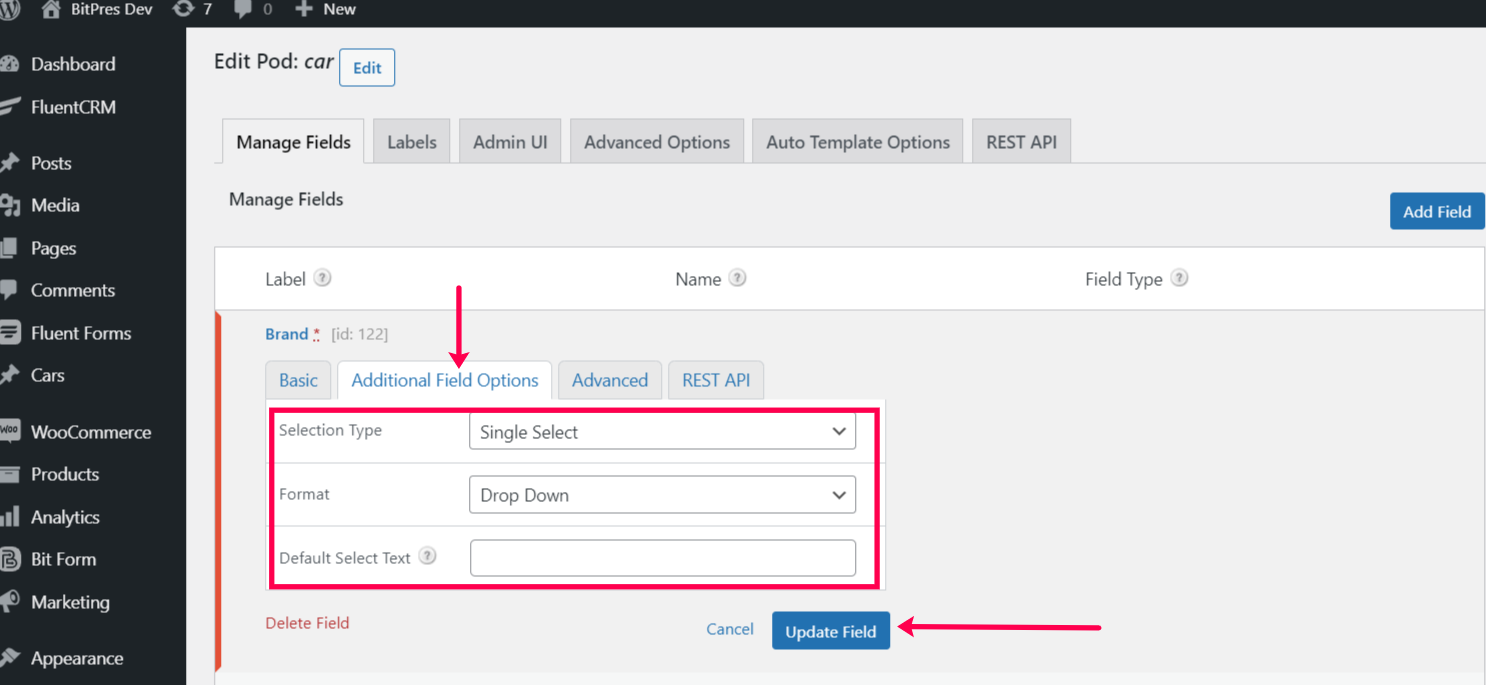 BitPres Dev 7 0 New
Dashboard
FluentCRM
Posts
Media
Pages
Comments
Fluent Forms
Cars
Woo WooCommerce
Products
Analytics
Bit Form
Marketing
Appearance
Edit Pod: car Edit
Manage Fields Labels Admin UI Advanced Options Auto Template Options REST API
Manage Fields
Add Field
Label ? Name ? Field Type ?
Brand * [id: 122]
Basic Additional Field Options Advanced REST API
Selection Type Single Select
Format Drop Down
Default Select Text ?
Delete Field Cancel Update Field